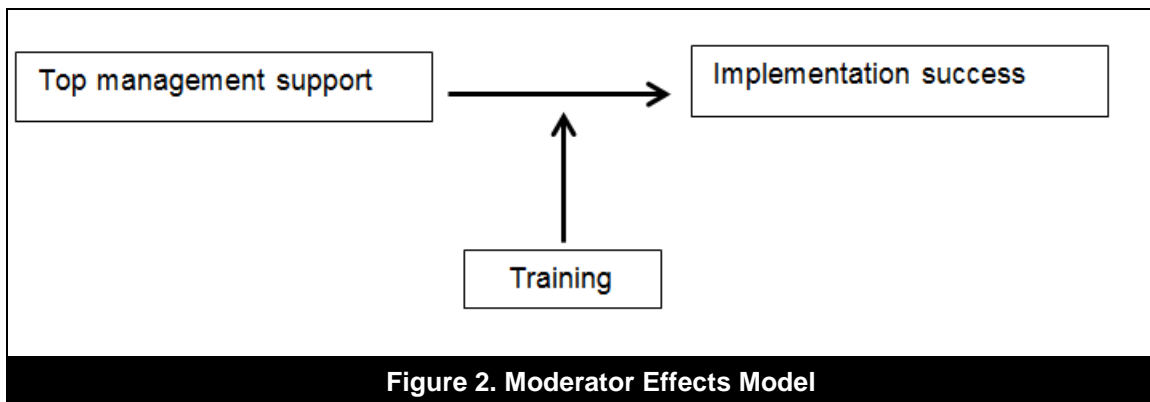 Top management support
Implementation success
Training
Figure 2. Moderator Effects Model